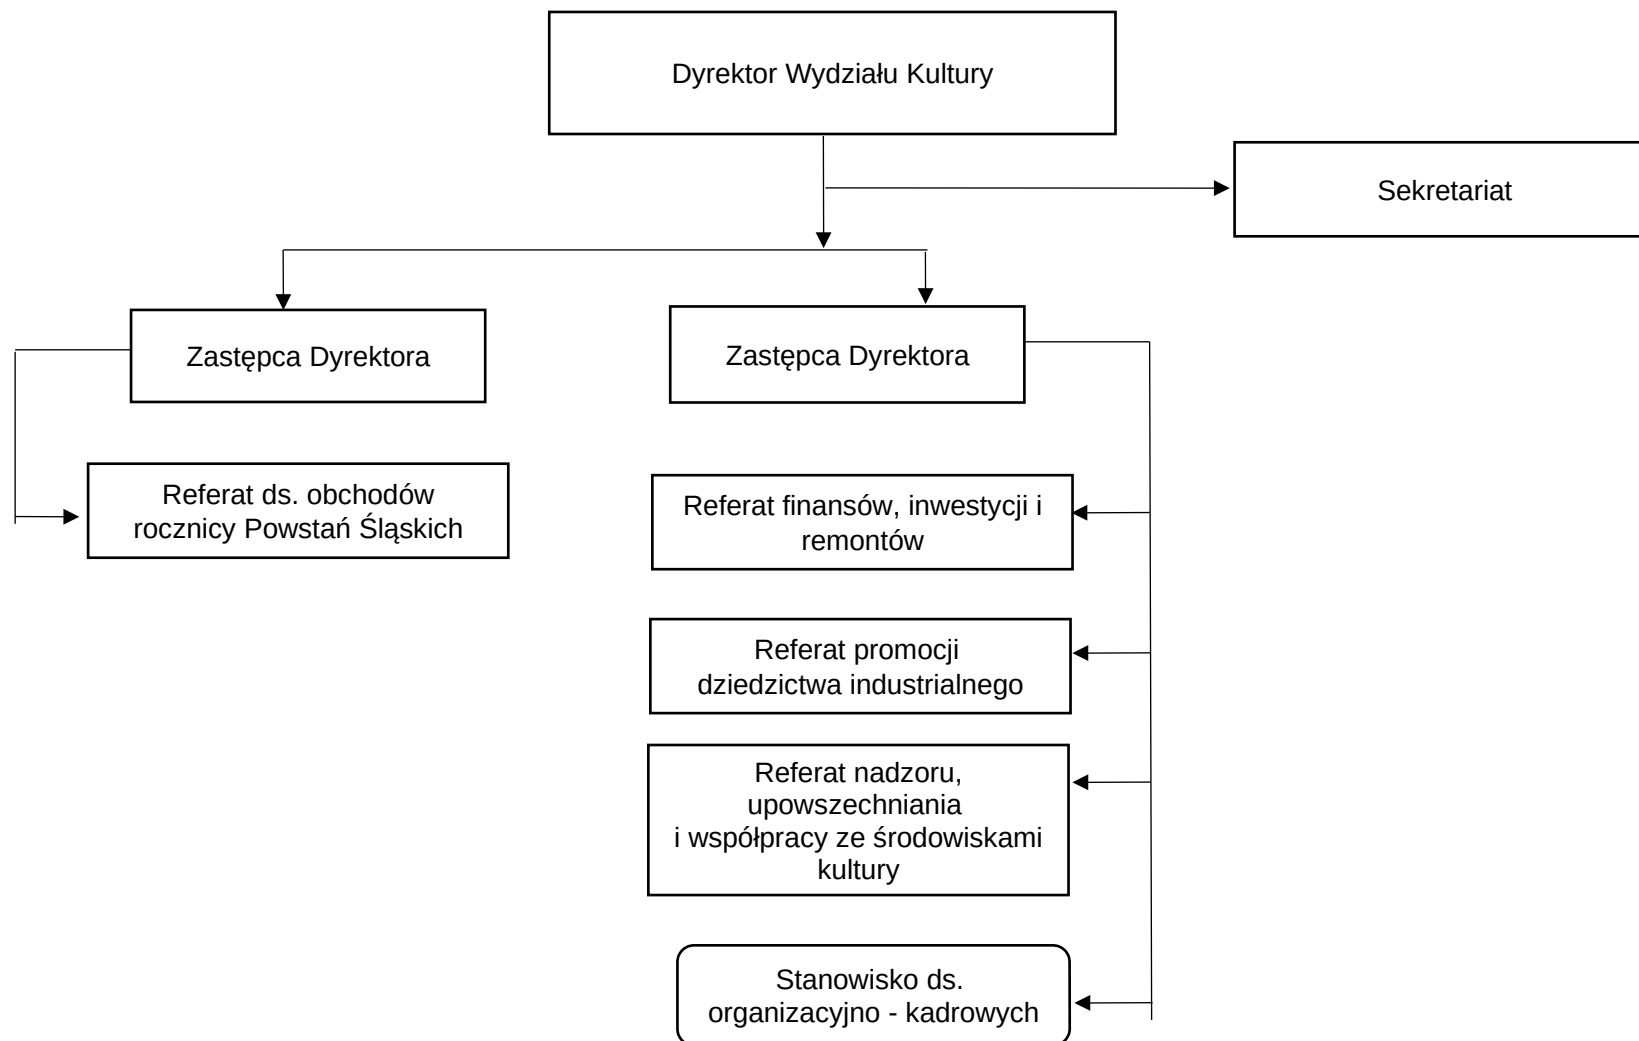 Dyrektor Wydziału Kultury
Sekretariat
Zastępca Dyrektora
Zastępca Dyrektora
Referat ds. obchodów
rocznicy Powstań Śląskich
Referat finansów, inwestycji i
remontów
Referat promocji
dziedzictwa industrialnego
Referat nadzoru,
upowszechniania
i współpracy ze środowiskami
kultury
Stanowisko ds.
organizacyjno - kadrowych